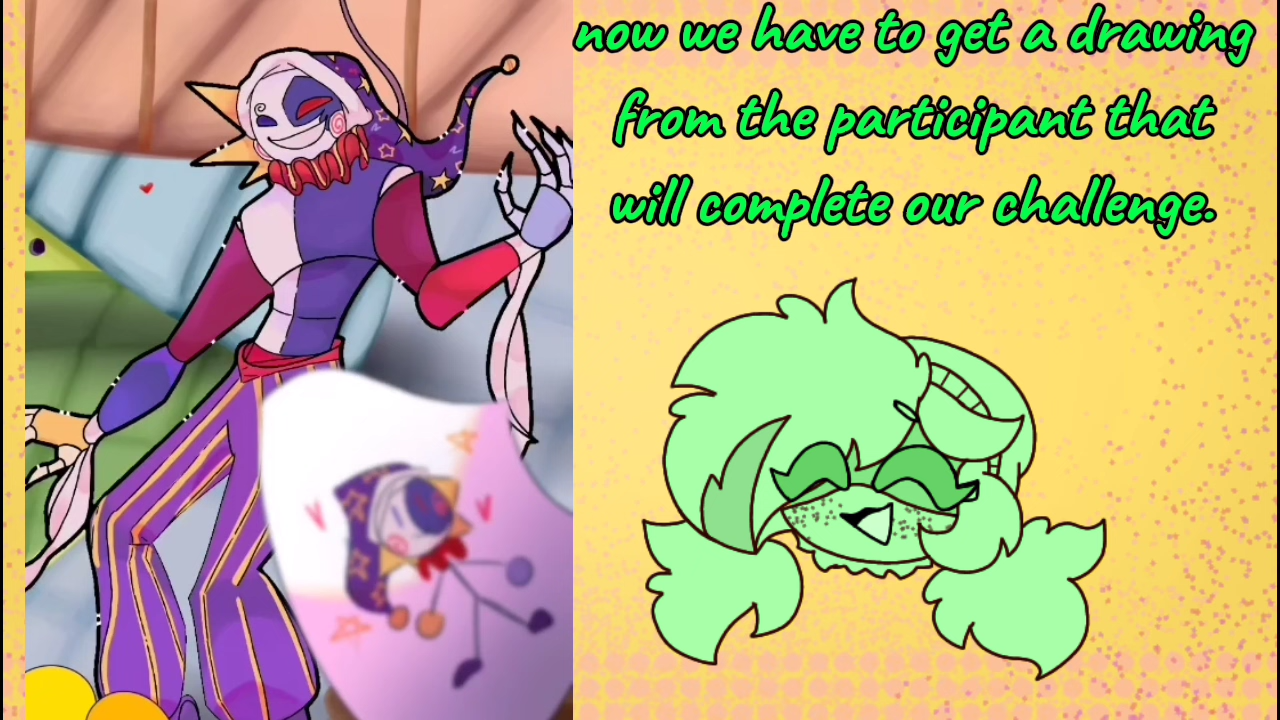 now we have to get a drawing
from the participant that
will complete our challenge.